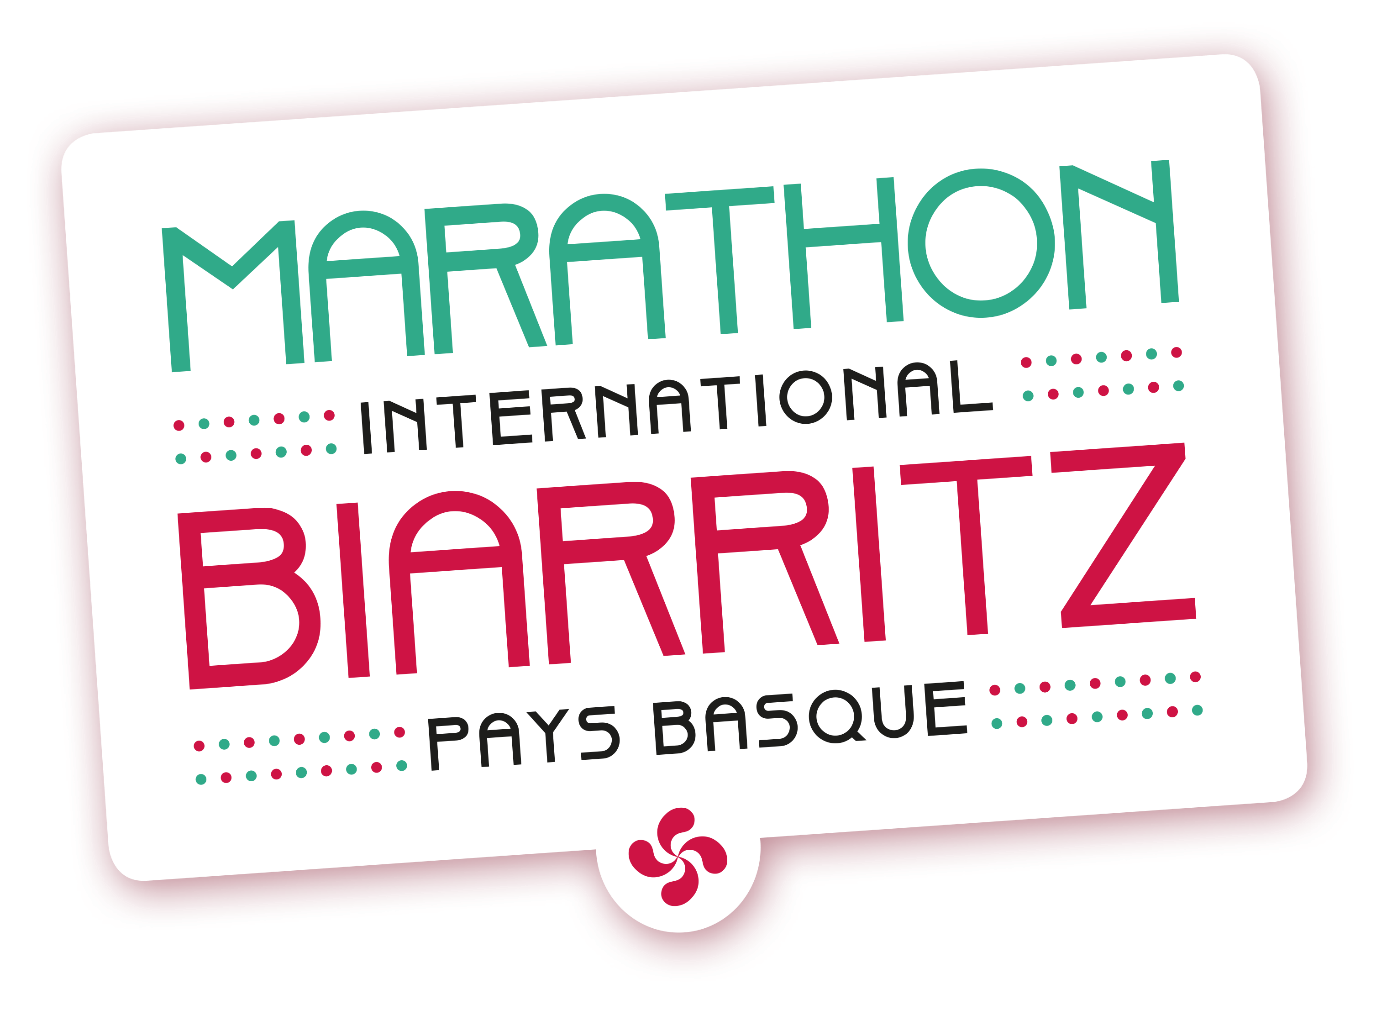 MARATHON
INTERNATIONAL
BIARRITZ
PAYS BASQUE